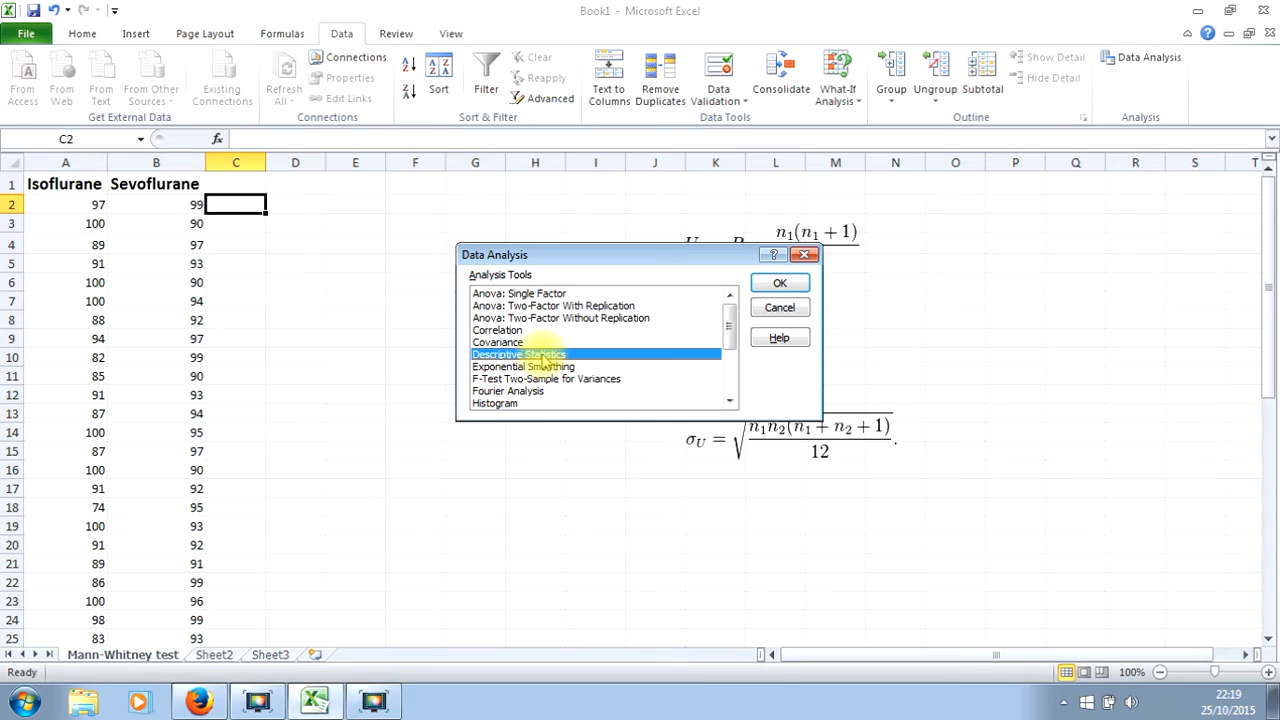 Book1 - Microsoft Excel
File Home Insert Page Layout Formulas Data Review View
From Access
From Web
From Text
From Other Sources
Existing Connections
Get External Data
Refresh All
Connections
Properties
Edit Links
Connections
Sort
Filter
Clear
Reapply
Advanced
Sort & Filter
Text to Columns
Remove Duplicates
Data Validation
Consolidate
What-If Analysis
Data Tools
Group
Ungroup
Subtotal
Show Detail
Hide Detail
Outline
Data Analysis
Analysis
C2 fx
A B C D E F G H I J K L M N O P Q R S T
1 Isoflurane Sevoflurane
2 97 99
3 100 90
4 89 97
5 91 93
6 100 90
7 100 94
8 88 92
9 94 97
10 82 99
11 85 90
12 91 93
13 87 94
14 100 95
15 87 97
16 100 90
17 91 92
18 74 95
19 100 93
20 91 92
21 89 91
22 86 99
23 100 96
24 98 99
25 83 93
n₁(n₁ + 1)
Data Analysis
Analysis Tools
Anova: Single Factor
Anova: Two-Factor With Replication
Anova: Two-Factor Without Replication
Correlation
Covariance
Descriptive Statistics
Exponential Smoothing
F-Test Two-Sample for Variances
Fourier Analysis
Histogram
OK
Cancel
Help
σU = √ n₁n₂(n₁ + n₂ + 1)
12 .
Mann-Whitney test Sheet2 Sheet3
Ready 100%
22:19
25/10/2015